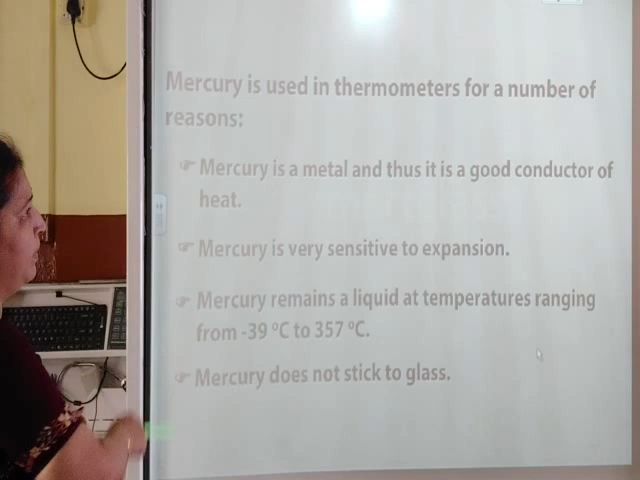 Mercury is used in thermometers for a number of
reasons:
☞ Mercury is a metal and thus it is a good conductor of
heat.
☞ Mercury is very sensitive to expansion.
☞ Mercury remains a liquid at temperatures ranging
from -39 ºC to 357 ºC.
☞ Mercury does not stick to glass.